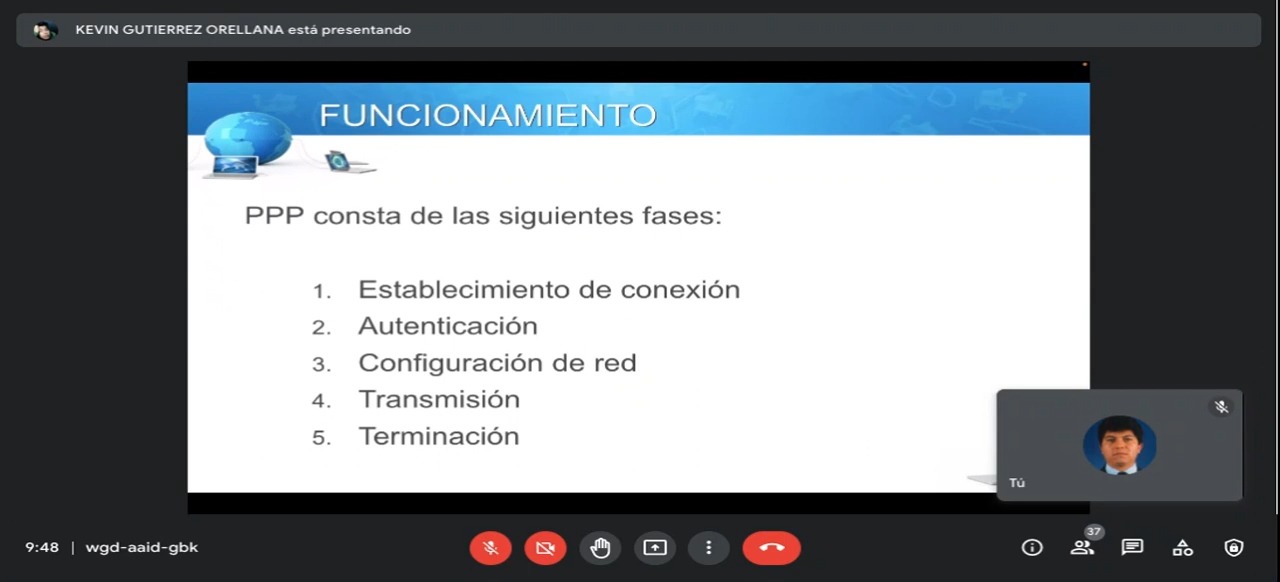 KEVIN GUTIERREZ ORELLANA está presentando
FUNCIONAMIENTO
PPP consta de las siguientes fases:
1. Establecimiento de conexión
2. Autenticación
3. Configuración de red
4. Transmisión
5. Terminación
Tú
9:48 | wgd-aaid-gbk
37